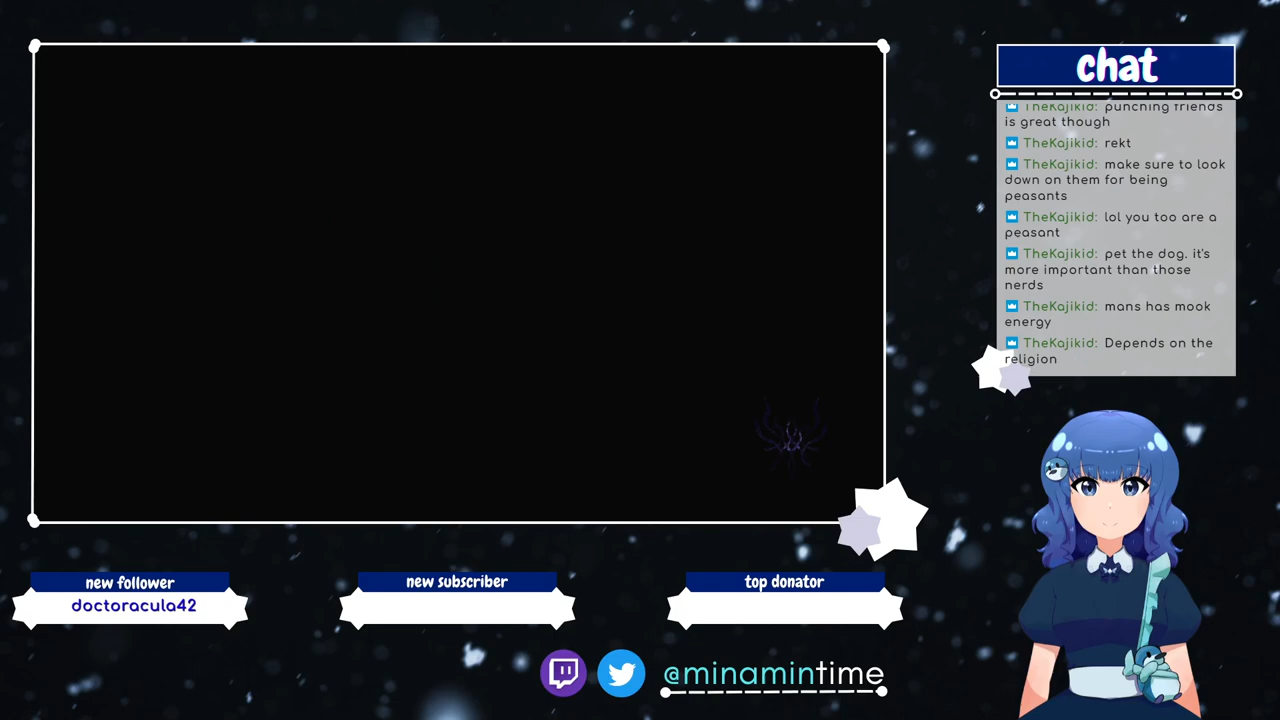 chat
TheKajikid: punching friends
is great though
TheKajikid: rekt
TheKajikid: make sure to look
down on them for being
peasants
TheKajikid: lol you too are a
peasant
TheKajikid: pet the dog. it's
more important than those
nerds
TheKajikid: mans has mook
energy
TheKajikid: Depends on the
religion
new follower
doctoracula42
new subscriber
top donator
@minamintime